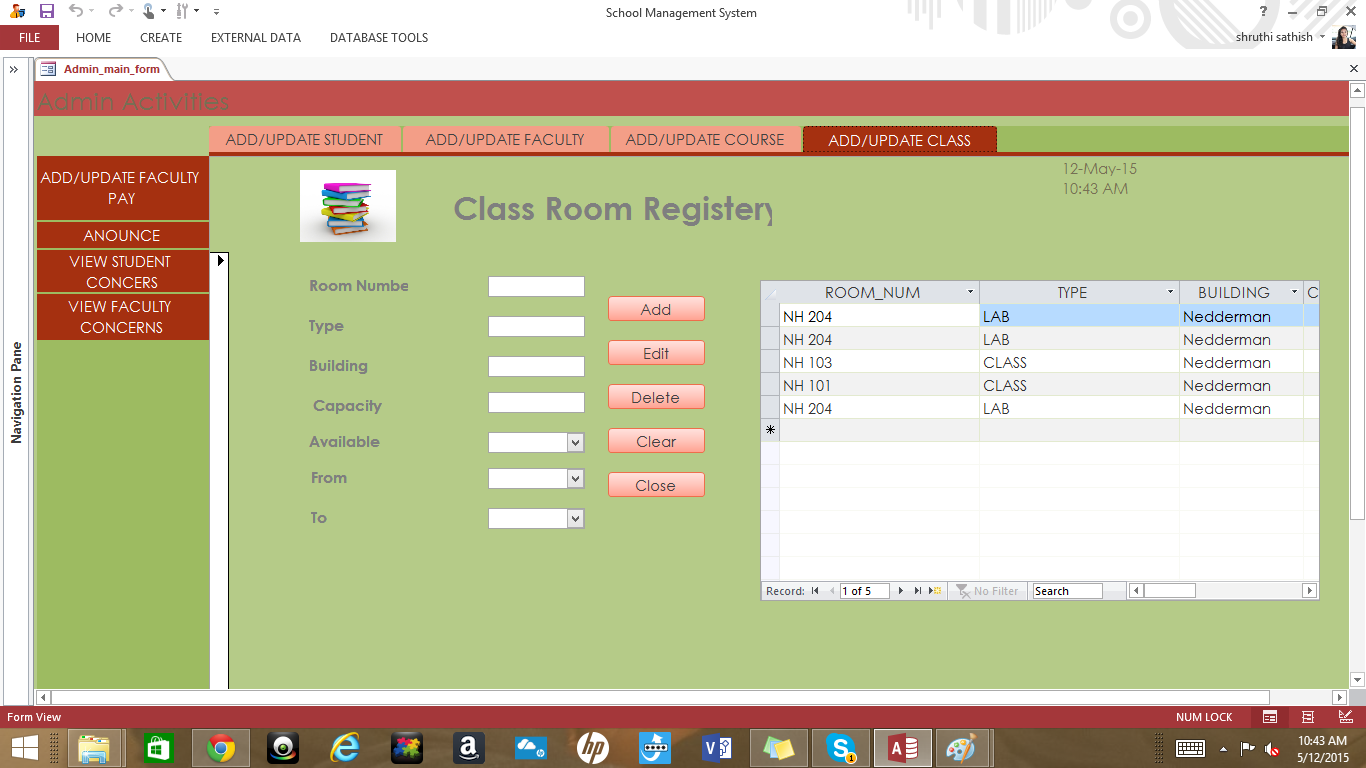 School Management System
FILE HOME CREATE EXTERNAL DATA DATABASE TOOLS
shruthi sathish
Admin_main_form
Admin Activities
ADD/UPDATE STUDENT ADD/UPDATE FACULTY ADD/UPDATE COURSE ADD/UPDATE CLASS
ADD/UPDATE FACULTY
PAY
ANOUNCE
VIEW STUDENT
CONCERS
VIEW FACULTY
CONCERNS
Navigation Pane
12-May-15
10:43 AM
Class Room Registery
Room Numbe
Type
Building
Capacity
Available
From
To
Add
Edit
Delete
Clear
Close
ROOM_NUM TYPE BUILDING C
NH 204 LAB Nedderman
NH 204 LAB Nedderman
NH 103 CLASS Nedderman
NH 101 CLASS Nedderman
NH 204 LAB Nedderman
Record: 1 of 5 No Filter Search
Form View NUM LOCK
10:43 AM
5/12/2015